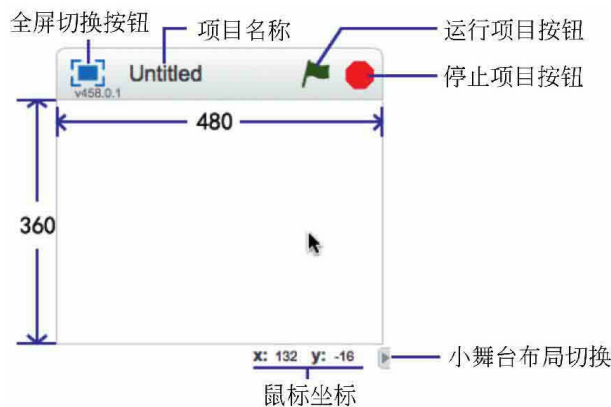 全屏切换按钮
项目名称
运行项目按钮
Untitled
v458.0.1
停止项目按钮
480
360
x: 132 y: -16
小舞台布局切换
鼠标坐标